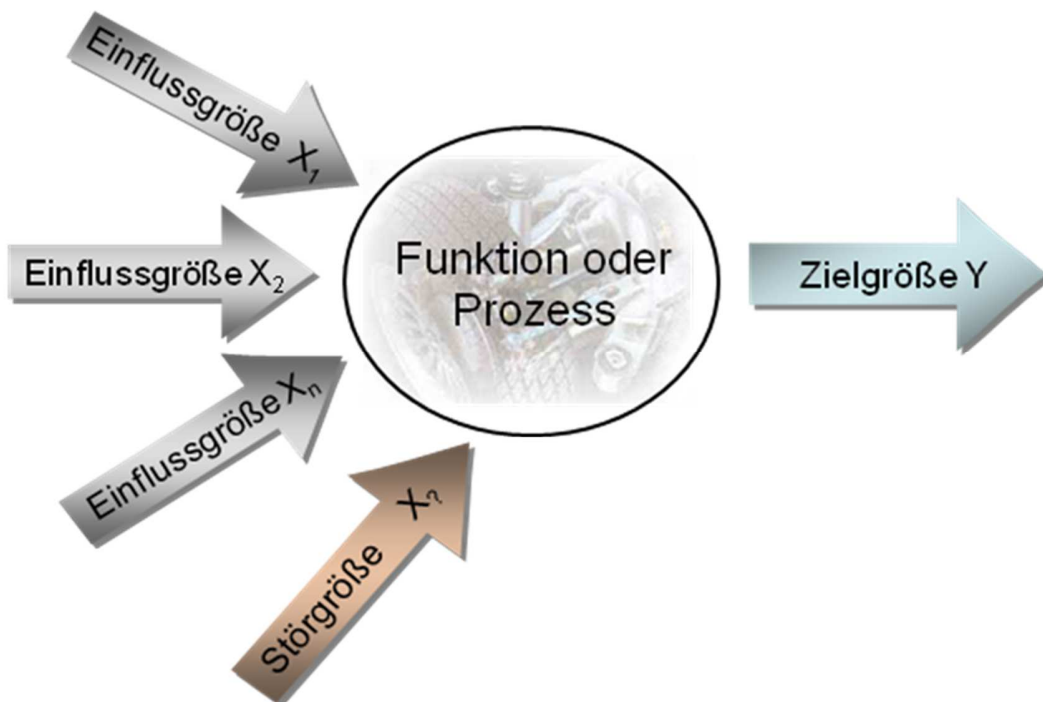 Einflussgröße X₁
Einflussgröße X₂
Einflussgröße Xₙ
Störgröße X?
Funktion oder
Prozess
Zielgröße Y